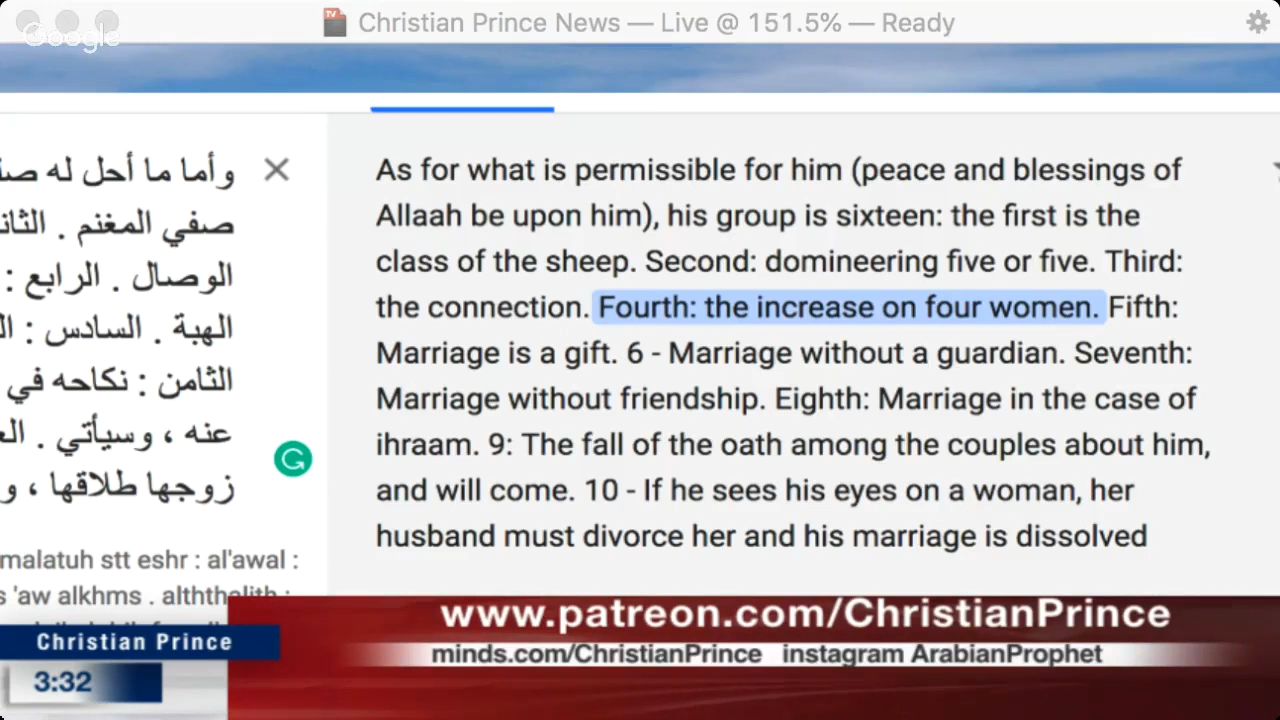 Christian Prince News — Live @ 151.5% — Ready
Google
وأما ما أحل له
صفي المغنم . 
الوصال . الرابع :
الهبة . السادس :
الثامن : نكاحه في
عنه ، وسيأتي .
زوجها طلاقها ،
malatuh stt eshr : al'awal :
'aw alkhms . alththalith :
As for what is permissible for him (peace and blessings of
Allaah be upon him), his group is sixteen: the first is the
class of the sheep. Second: domineering five or five. Third:
the connection. Fourth: the increase on four women. Fifth:
Marriage is a gift. 6 - Marriage without a guardian. Seventh:
Marriage without friendship. Eighth: Marriage in the case of
ihraam. 9: The fall of the oath among the couples about him,
and will come. 10 - If he sees his eyes on a woman, her
husband must divorce her and his marriage is dissolved
www.patreon.com/ChristianPrince
minds.com/ChristianPrince instagram ArabianProphet
Christian Prince
3:32